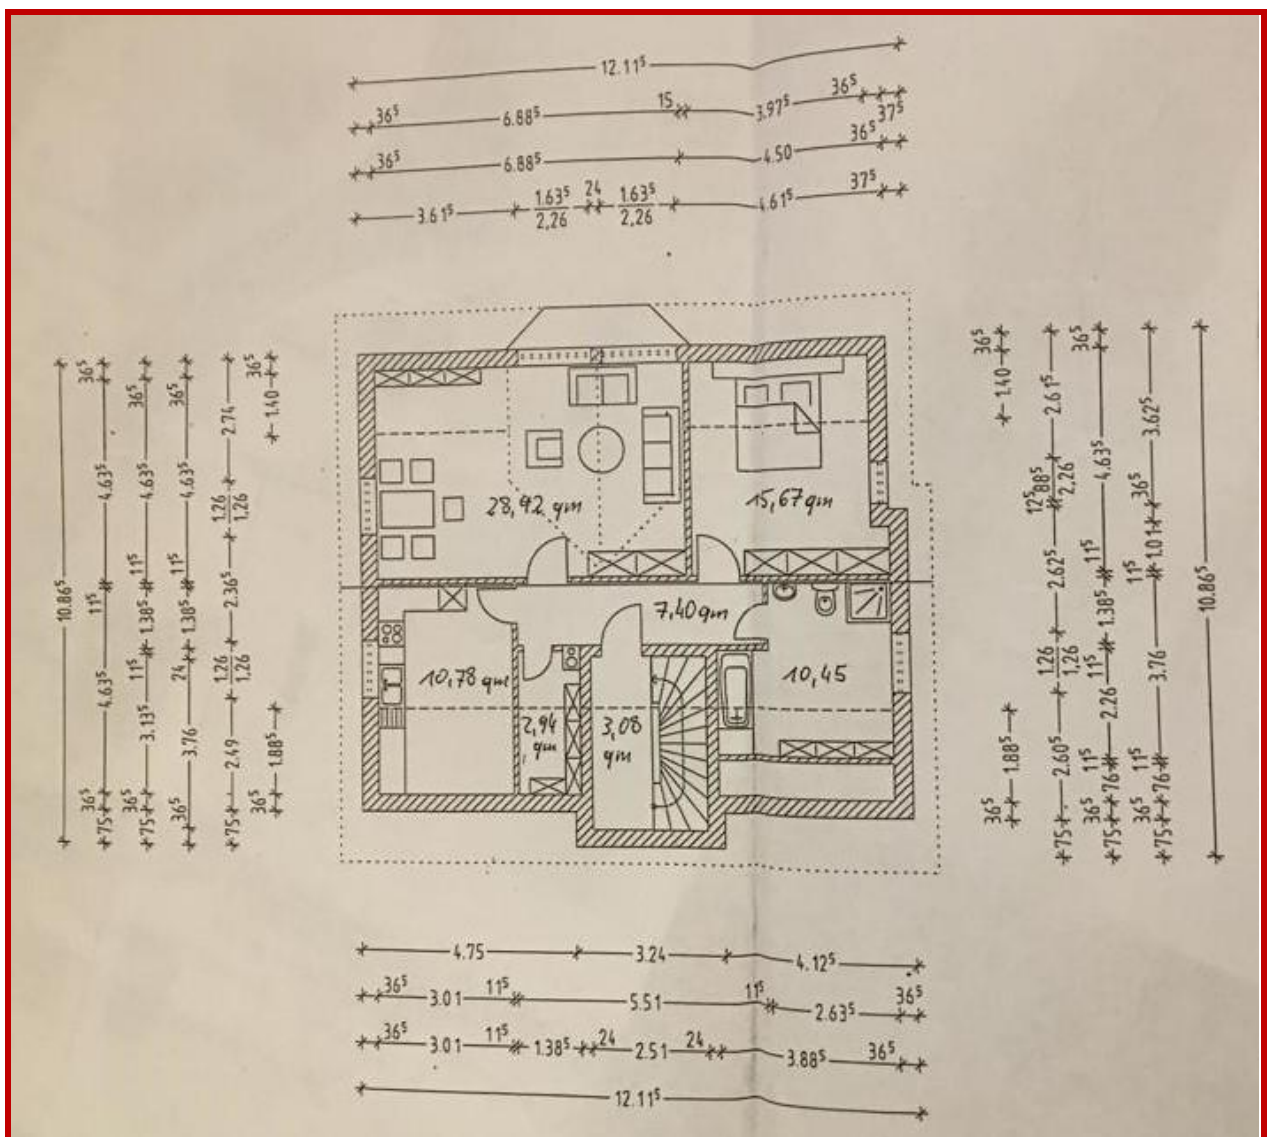 12.11⁵
36⁵ 6.88⁵ 15 3.97⁵ 36⁵ 37⁵
36⁵ 6.88⁵ 4.50 36⁵
3.61⁵ 1.63⁵ 24 1.63⁵ 4.61⁵ 37⁵
2,26 2,26
10.86⁵
36⁵ 4.63⁵ 11⁵ 4.63⁵ 36⁵ 75
36⁵ 4.63⁵ 11⁵ 1.38⁵ 11⁵ 3.13⁵ 36⁵ 75
36⁵ 4.63⁵ 11⁵ 1.38⁵ 24 3.76 36⁵
2.74 1.26 2.36⁵ 1.26 2.49 75
1,26 1,26
36⁵ 1.40 1.88⁵ 36⁵
28,92 qm
15,67 qm
7,40 qm
10,78 qm
10,45
2,94
qm
3,08
qm
36⁵ 1.40 1.88⁵ 36⁵
2.61⁵ 12⁵ 88⁵ 2.62⁵ 1.26 2.60⁵ 75
2,26 1,26
36⁵ 4.63⁵ 11⁵ 1.38⁵ 11⁵ 2.26 11⁵ 76 36⁵ 75
3.62⁵ 36⁵ 1.01 11⁵ 3.76 11⁵ 76 36⁵ 75
10.86⁵
4.75 3.24 4.12⁵
36⁵ 3.01 11⁵ 5.51 11⁵ 2.63⁵ 36⁵
36⁵ 3.01 11⁵ 1.38⁵ 24 2.51 24 3.88⁵ 36⁵
12.11⁵